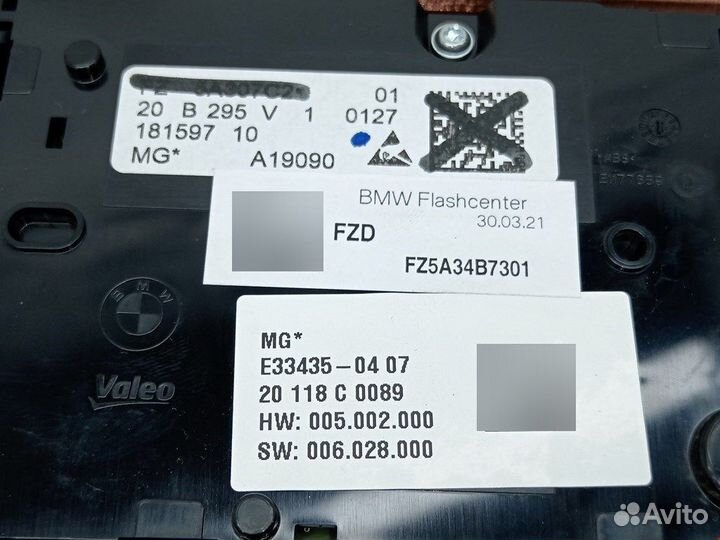 01
20 B 295 V 1 0127
181597 10
MG* A19090
BMW Flashcenter
30.03.21
FZD
FZ5A34B7301
BMW
Valeo
MG*
E33435-04 07
20 118 C 0089
HW: 005.002.000
SW: 006.028.000
Avito